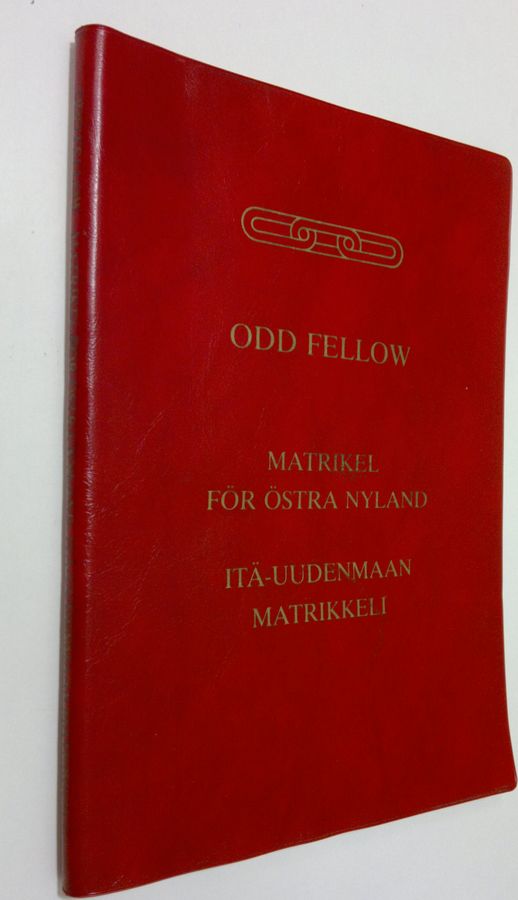 ODD FELLOW
MATRIKEL
FÖR ÖSTRA NYLAND
ITÄ-UUDENMAAN
MATRIKKELI